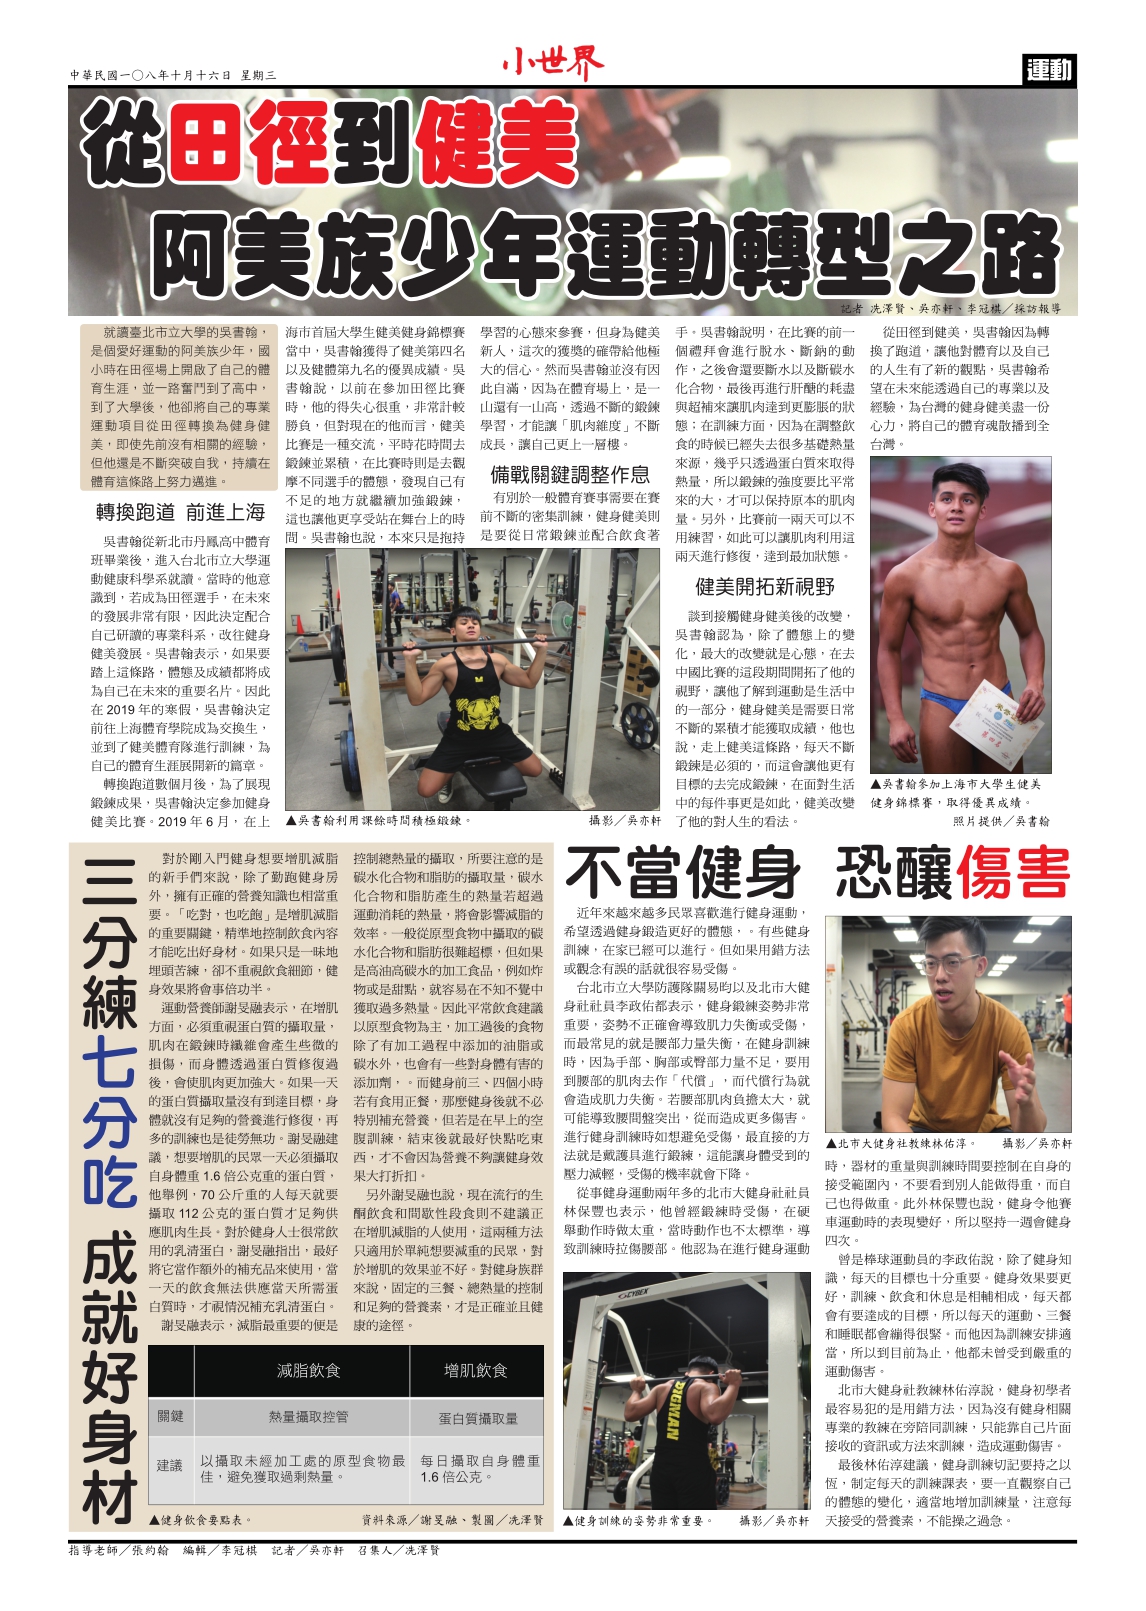 中華民國一〇八年十月十六日 星期三
小世界
運動
從田徑到健美
阿美族少年運動轉型之路
記者 冼澤賢、吳亦軒、李冠棋／採訪報導
就讀臺北市立大學的吳書翰，
是個愛好運動的阿美族少年，國
小時在田徑場上開啟了自己的體
育生涯，並一路奮鬥到了高中，
到了大學後，他卻將自己的專業
運動項目從田徑轉換為健身健
美，即使先前沒有相關的經驗，
但他還是不斷突破自我，持續在
體育這條路上努力邁進。
轉換跑道 前進上海
吳書翰從新北市丹鳳高中體育
班畢業後，進入台北市立大學運
動健康科學系就讀。當時的他意
識到，若成為田徑選手，在未來
的發展非常有限，因此決定配合
自己研讀的專業科系，改往健身
健美發展。吳書翰表示，如果要
踏上這條路，體態及成績都將成
為自己在未來的重要名片。因此
在 2019 年的寒假，吳書翰決定
前往上海體育學院成為交換生，
並到了健美體育隊進行訓練，為
自己的體育生涯展開新的篇章。
轉換跑道數個月後，為了展現
鍛鍊成果，吳書翰決定參加健身
健美比賽。2019 年 6 月，在上
海市首屆大學生健美健身錦標賽
當中，吳書翰獲得了健美第四名
以及健體第九名的優異成績。吳
書翰說，以前在參加田徑比賽
時，他的得失心很重，非常計較
勝負，但對現在的他而言，健美
比賽是一種交流，平時花時間去
鍛鍊並累積，在比賽時則是去觀
摩不同選手的體態，發現自己有
不足的地方就繼續加強鍛鍊，
這也讓他更享受站在舞台上的時
間。吳書翰也說，本來只是抱持
學習的心態來參賽，但身為健美
新人，這次的獲獎的確帶給他極
大的信心。然而吳書翰並沒有因
此自滿，因為在體育場上，是一
山還有一山高，透過不斷的鍛鍊
學習，才能讓「肌肉維度」不斷
成長，讓自己更上一層樓。
備戰關鍵調整作息
有別於一般體育賽事需要在賽
前不斷的密集訓練，健身健美則
是要從日常鍛鍊並配合飲食著
手。吳書翰說明，在比賽的前一
個禮拜會進行脫水、斷鈉的動
作，之後會還要斷水以及斷碳水
化合物，最後再進行肝醣的耗盡
與超補來讓肌肉達到更膨脹的狀
態；在訓練方面，因為在調整飲
食的時候已經失去很多基礎熱量
來源，幾乎只透過蛋白質來取得
熱量，所以鍛鍊的強度要比平常
來的大，才可以保持原本的肌肉
量。另外，比賽前一兩天可以不
用練習，如此可以讓肌肉利用這
兩天進行修復，達到最加狀態。
健美開拓新視野
談到接觸健身健美後的改變，
吳書翰認為，除了體態上的變
化，最大的改變就是心態，在去
中國比賽的這段期間開拓了他的
視野，讓他了解到運動是生活中
的一部分，健身健美是需要日常
不斷的累積才能獲取成績，他也
說，走上健美這條路，每天不斷
鍛鍊是必須的，而這會讓他更有
目標的去完成鍛鍊，在面對生活
中的每件事更是如此，健美改變
了他的對人生的看法。
從田徑到健美，吳書翰因為轉
換了跑道，讓他對體育以及自己
的人生有了新的觀點，吳書翰希
望在未來能透過自己的專業以及
經驗，為台灣的健身健美盡一份
心力，將自己的體育魂散播到全
台灣。
▲吳書翰利用課餘時間積極鍛鍊。 攝影／吳亦軒
▲吳書翰參加上海市大學生健美
健身錦標賽，取得優異成績。
照片提供／吳書翰
三分練七分吃 成就好身材
對於剛入門健身想要增肌減脂
的新手們來說，除了勤跑健身房
外，擁有正確的營養知識也相當重
要。「吃對，也吃飽」是增肌減脂
的重要關鍵，精準地控制飲食內容
才能吃出好身材。如果只是一味地
埋頭苦練，卻不重視飲食細節，健
身效果將會事倍功半。
運動營養師謝旻融表示，在增肌
方面，必須重視蛋白質的攝取量，
肌肉在鍛鍊時纖維會產生些微的
損傷，而身體透過蛋白質修復過
後，會使肌肉更加強大。如果一天
的蛋白質攝取量沒有到達目標，身
體就沒有足夠的營養進行修復，再
多的訓練也是徒勞無功。謝旻融建
議，想要增肌的民眾一天必須攝取
自身體重 1.6 倍公克重的蛋白質，
他舉例，70 公斤重的人每天就要
攝取 112 公克的蛋白質才足夠供
應肌肉生長。對於健身人士很常飲
用的乳清蛋白，謝旻融指出，最好
將它當作額外的補充品來使用，當
一天的飲食無法供應當天所需蛋
白質時，才視情況補充乳清蛋白。
謝旻融表示，減脂最重要的便是
控制總熱量的攝取，所要注意的是
碳水化合物和脂肪的攝取量，碳水
化合物和脂肪產生的熱量若超過
運動消耗的熱量，將會影響減脂的
效率。一般從原型食物中攝取的碳
水化合物和脂肪很難超標，但如果
是高油高碳水的加工食品，例如炸
物或是甜點，就容易在不知不覺中
獲取過多熱量。因此平常飲食建議
以原型食物為主，加工過後的食物
除了有加工過程中添加的油脂或
碳水外，也會有一些對身體有害的
添加劑，。而健身前三、四個小時
若有食用正餐，那麼健身後就不必
特別補充營養，但若是在早上的空
腹訓練，結束後就最好快點吃東
西，才不會因為營養不夠讓健身效
果大打折扣。
另外謝旻融也說，現在流行的生
酮飲食和間歇性段食則不建議正
在增肌減脂的人使用，這兩種方法
只適用於單純想要減重的民眾，對
於增肌的效果並不好。對健身族群
來說，固定的三餐、總熱量的控制
和足夠的營養素，才是正確並且健
康的途徑。
減脂飲食 增肌飲食
關鍵 熱量攝取控管 蛋白質攝取量
建議 以攝取未經加工處的原型食物最 每日攝取自身體重
佳，避免獲取過剩熱量。 1.6 倍公克。
▲健身飲食要點表。 資料來源／謝旻融、製圖／冼澤賢
不當健身 恐釀傷害
近年來越來越多民眾喜歡進行健身運動，
希望透過健身鍛造更好的體態，。有些健身
訓練，在家已經可以進行。但如果用錯方法
或觀念有誤的話就很容易受傷。
台北市立大學防護隊關易昀以及北市大健
身社社員李政佑都表示，健身鍛鍊姿勢非常
重要，姿勢不正確會導致肌力失衡或受傷，
而最常見的就是腰部力量失衡，在健身訓練
時，因為手部、胸部或臀部力量不足，要用
到腰部的肌肉去作「代償」，而代償行為就
會造成肌力失衡。若腰部肌肉負擔太大，就
可能導致腰間盤突出，從而造成更多傷害。
進行健身訓練時如想避免受傷，最直接的方
法就是戴護具進行鍛練，這能讓身體受到的
壓力減輕，受傷的機率就會下降。
從事健身運動兩年多的北市大健身社社員
林保豐也表示，他曾經鍛練時受傷，在硬
舉動作時做太重，當時動作也不太標準，導
致訓練時拉傷腰部。他認為在進行健身運動
CYBEX
DIGMAN
▲健身訓練的姿勢非常重要。 攝影／吳亦軒
▲北市大健身社教練林佑淳。 攝影／吳亦軒
時，器材的重量與訓練時間要控制在自身的
接受範圍內，不要看到別人能做得重，而自
己也得做重。此外林保豐也說，健身令他賽
車運動時的表現變好，所以堅持一週會健身
四次。
曾是棒球運動員的李政佑說，除了健身知
識，每天的目標也十分重要。健身效果要更
好，訓練、飲食和休息是相輔相成，每天都
會有要達成的目標，所以每天的運動、三餐
和睡眠都會繃得很緊。而他因為訓練安排適
當，所以到目前為止，他都未曾受到嚴重的
運動傷害。
北市大健身社教練林佑淳說，健身初學者
最容易犯的是用錯方法，因為沒有健身相關
專業的教練在旁陪同訓練，只能靠自己片面
接收的資訊或方法來訓練，造成運動傷害。
最後林佑淳建議，健身訓練切記要持之以
恆，制定每天的訓練課表，要一直觀察自己
的體態的變化，適當地增加訓練量，注意每
天接受的營養素，不能操之過急。
指導老師／張約翰 編輯／李冠棋 記者／吳亦軒 召集人／冼澤賢